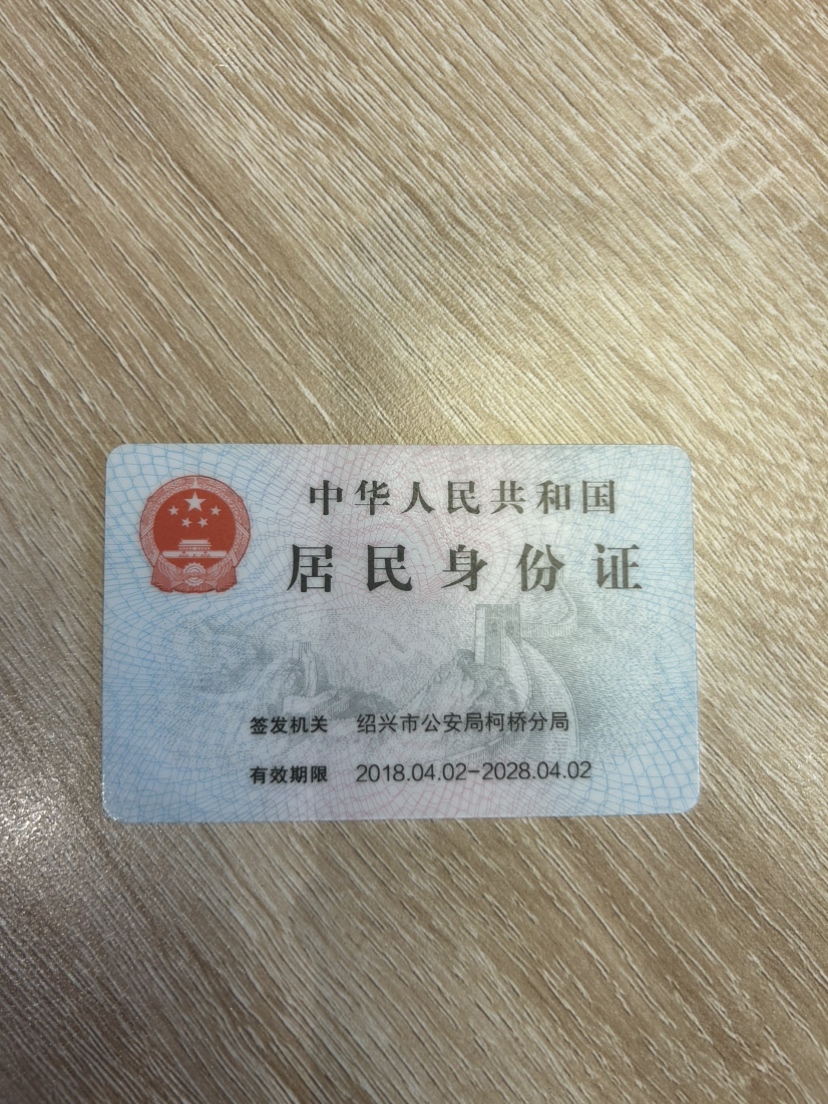 中华人民共和国
居民身份证
签发机关 绍兴市公安局柯桥分局
有效期限 2018.04.02-2028.04.02